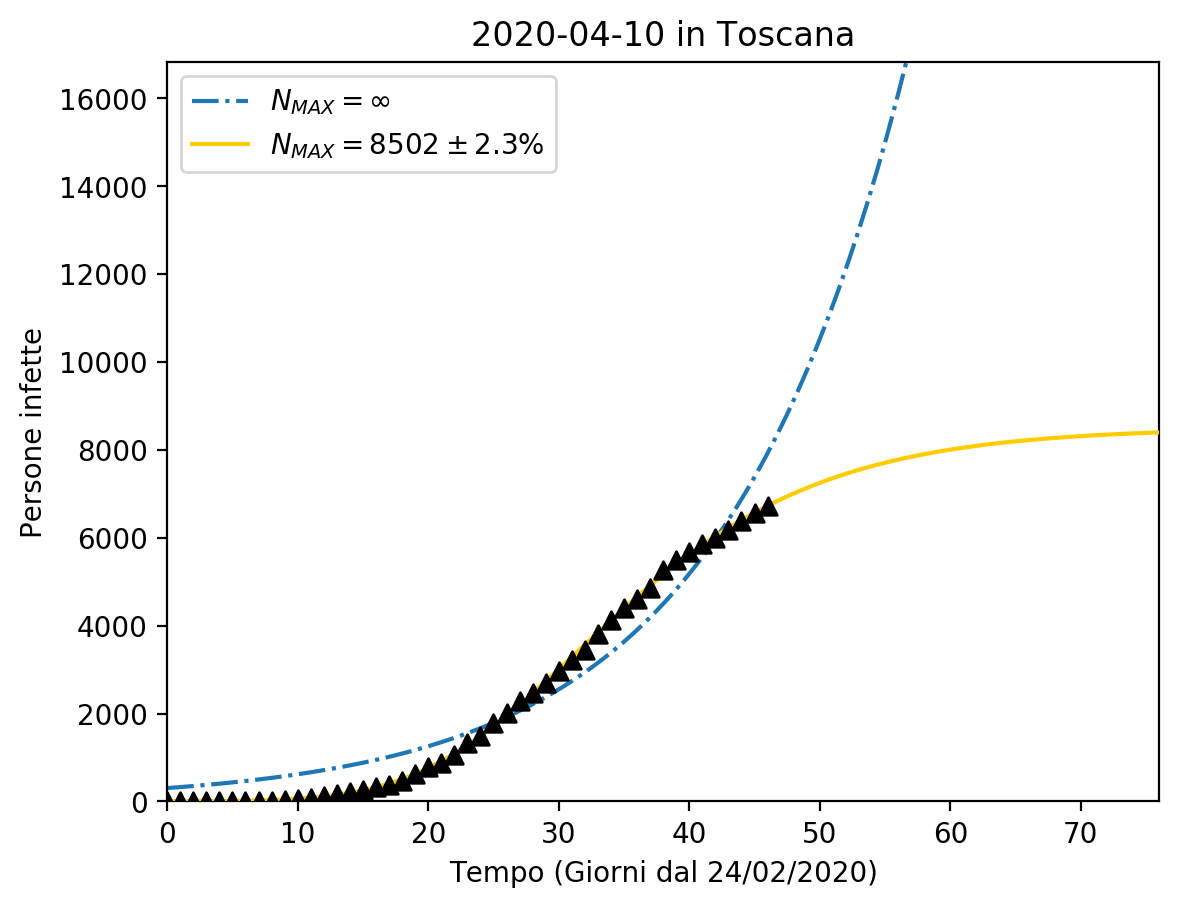 2020-04-10 in Toscana
N_MAX = ∞
N_MAX = 8502 ± 2.3%
Persone infette
16000
14000
12000
10000
8000
6000
4000
2000
0
0 10 20 30 40 50 60 70
Tempo (Giorni dal 24/02/2020)